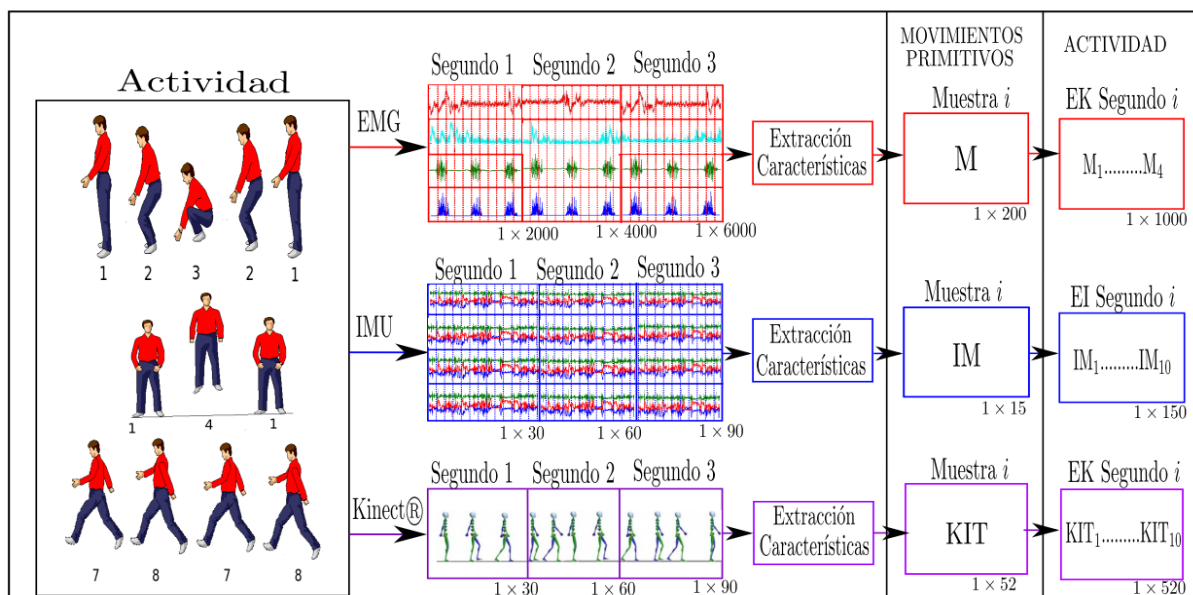 Actividad
1 2 3 2 1
1 4 1
7 8 7 8
EMG
Segundo 1 Segundo 2 Segundo 3
1 × 2000 1 × 4000 1 × 6000
Extracción
Característícas
MOVIMIENTOS
PRIMITIVOS
Muestra i
M
1 × 200
ACTIVIDAD
EK Segundo i
M₁.........M₄
1 × 1000
IMU
Segundo 1 Segundo 2 Segundo 3
1 × 30 1 × 60 1 × 90
Extracción
Característícas
Muestra i
IM
1 × 15
EI Segundo i
IM₁.........IM₁₀
1 × 150
Kinect®
Segundo 1 Segundo 2 Segundo 3
1 × 30 1 × 60 1 × 90
Extracción
Característícas
Muestra i
KIT
1 × 52
EK Segundo i
KIT₁.........KIT₁₀
1 × 520